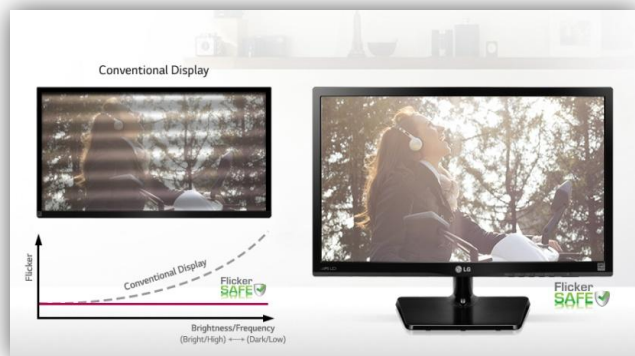 Conventional Display
Flicker
Conventional Display
Flicker
SAFE
Brightness/Frequency
(Bright/High) ⟷ (Dark/Low)
LG
Flicker
SAFE